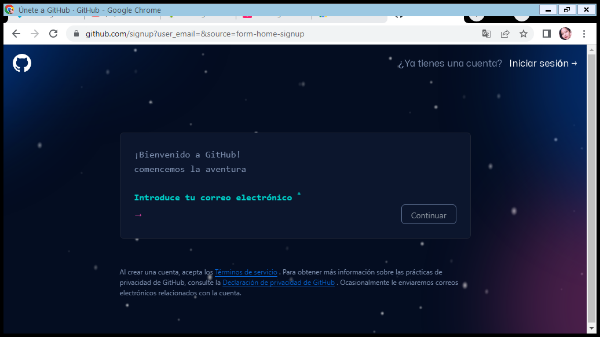 Únete a GitHub · GitHub - Google Chrome
github.com/signup?user_email=&source=form-home-signup
¿Ya tienes una cuenta? Iniciar sesión →
¡Bienvenido a GitHub!
comencemos la aventura
Introduce tu correo electrónico *
→
Continuar
Al crear una cuenta, acepta los Términos de servicio . Para obtener más información sobre las prácticas de
privacidad de GitHub, consulte la Declaración de privacidad de GitHub . Ocasionalmente le enviaremos correos
electrónicos relacionados con la cuenta.